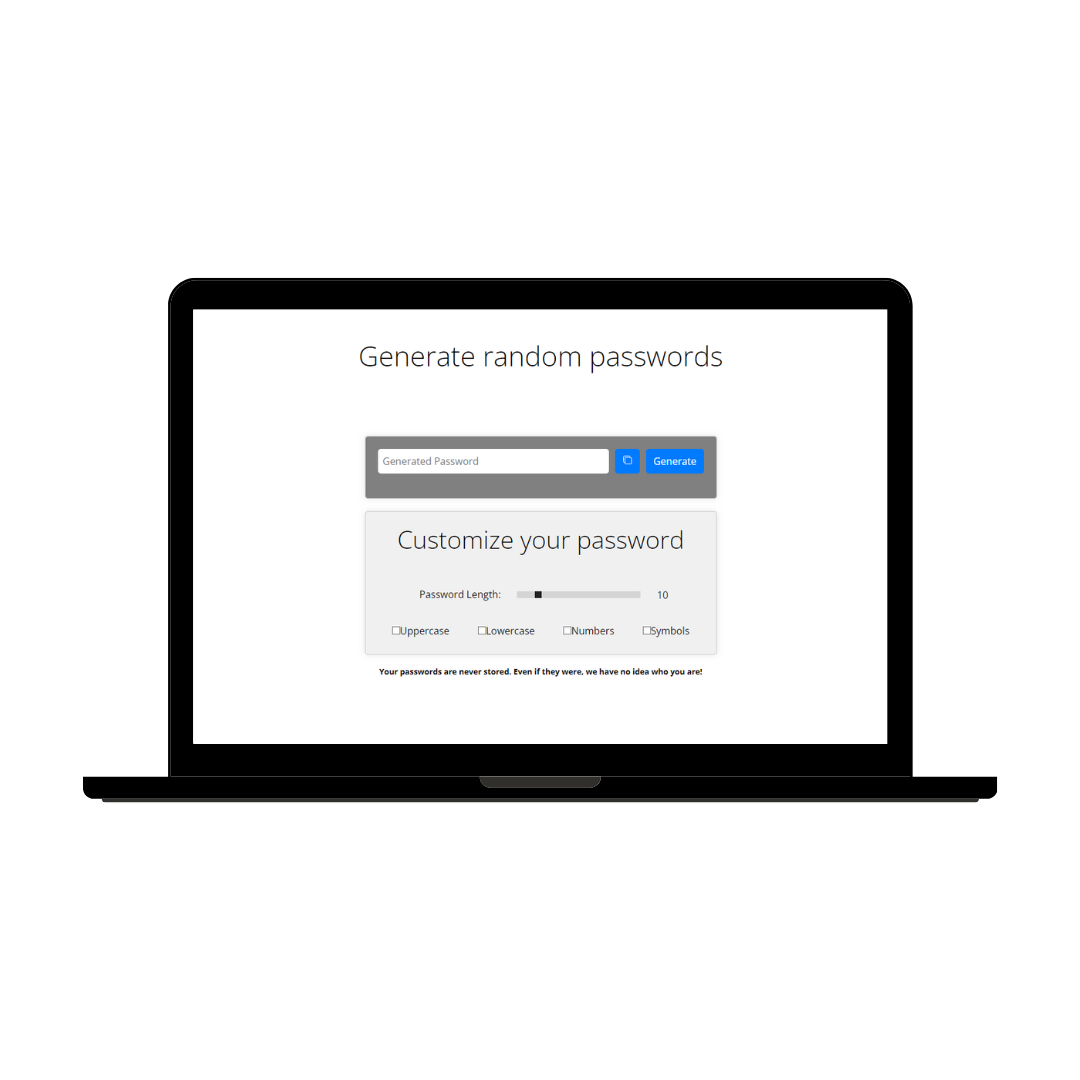 Generate random passwords
Generated Password Generate
Customize your password
Password Length: 10
Uppercase Lowercase Numbers Symbols
Your passwords are never stored. Even if they were, we have no idea who you are!